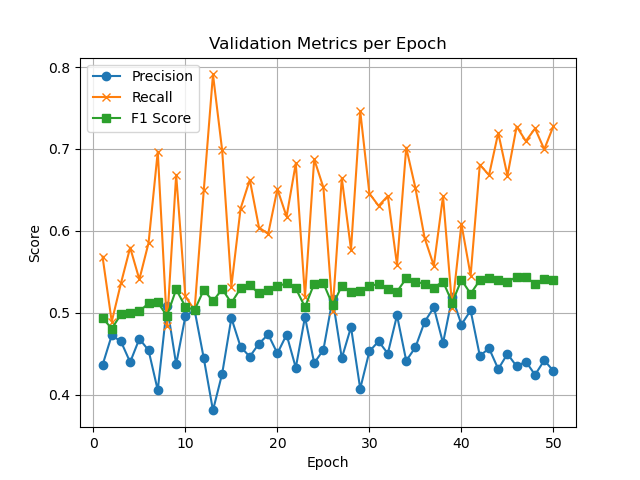 Validation Metrics per Epoch
Precision
Recall
F1 Score
0.8
0.7
0.6
0.5
0.4
Score
0 10 20 30 40 50
Epoch